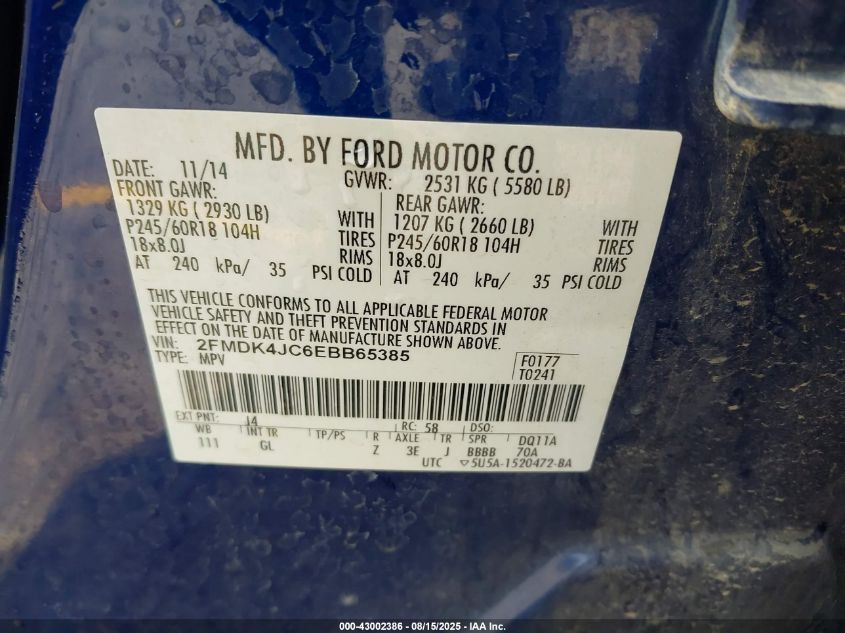 MFD. BY FORD MOTOR CO.
DATE: 11/14 GVWR: 2531 KG ( 5580 LB)
FRONT GAWR: REAR GAWR:
1329 KG ( 2930 LB) WITH 1207 KG ( 2660 LB) WITH
P245/60R18 104H TIRES P245/60R18 104H TIRES
18x8.0J RIMS 18x8.0J RIMS
AT 240 kPa/ 35 PSI COLD AT 240 kPa/ 35 PSI COLD
THIS VEHICLE CONFORMS TO ALL APPLICABLE FEDERAL MOTOR
VEHICLE SAFETY AND THEFT PREVENTION STANDARDS IN
EFFECT ON THE DATE OF MANUFACTURE SHOWN ABOVE.
VIN: 2FMDK4JC6EBB65385
TYPE: MPV F0177
T0241
EXT PNT: J4 RC: 58 DSO:
WB INT TR TP/PS R AXLE TR SPR DQ11A
111 GL Z 3E J BBBB 70A
UTC ▽5U5A-1520472-BA
000-43002386 - 08/15/2025 - IAA Inc.